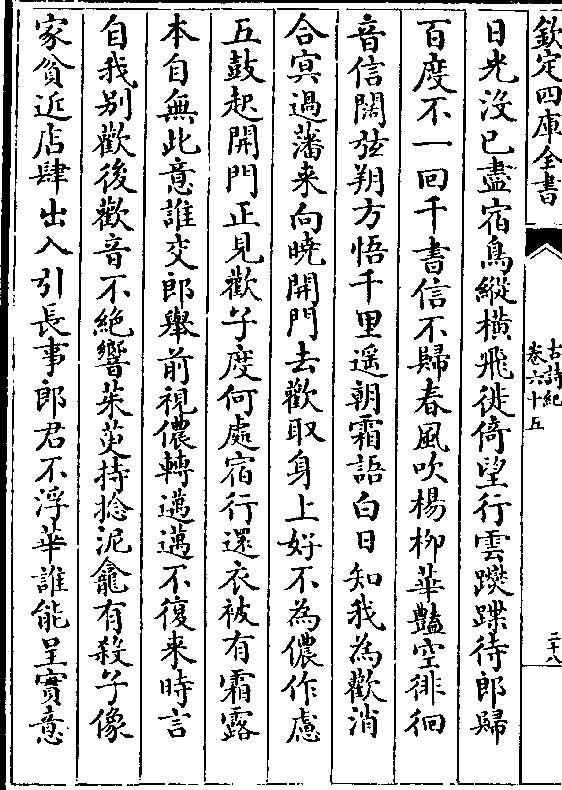 欽定四庫全書
古詩紀
卷六十五
二十八
日光沒已盡宿鳥縱橫飛徙倚望行雲躞蹀待郎歸
百度不一回千書信不歸春風吹楊柳華豔空徘徊
音信闊弦朔方悟千里遥朝霜語白日知我為歡消
合冥過藩来向曉開門去歡取身上好不為儂作慮
五鼓起開門正見歡子度何處宿行還衣被有霜露
本自無此意誰交郎舉前視儂轉邁邁不復来時言
自我别歡後歡音不絶響茱萸持捻泥龕有殺子像
家貧近店肆出入引長事郎君不浮華誰能呈實意